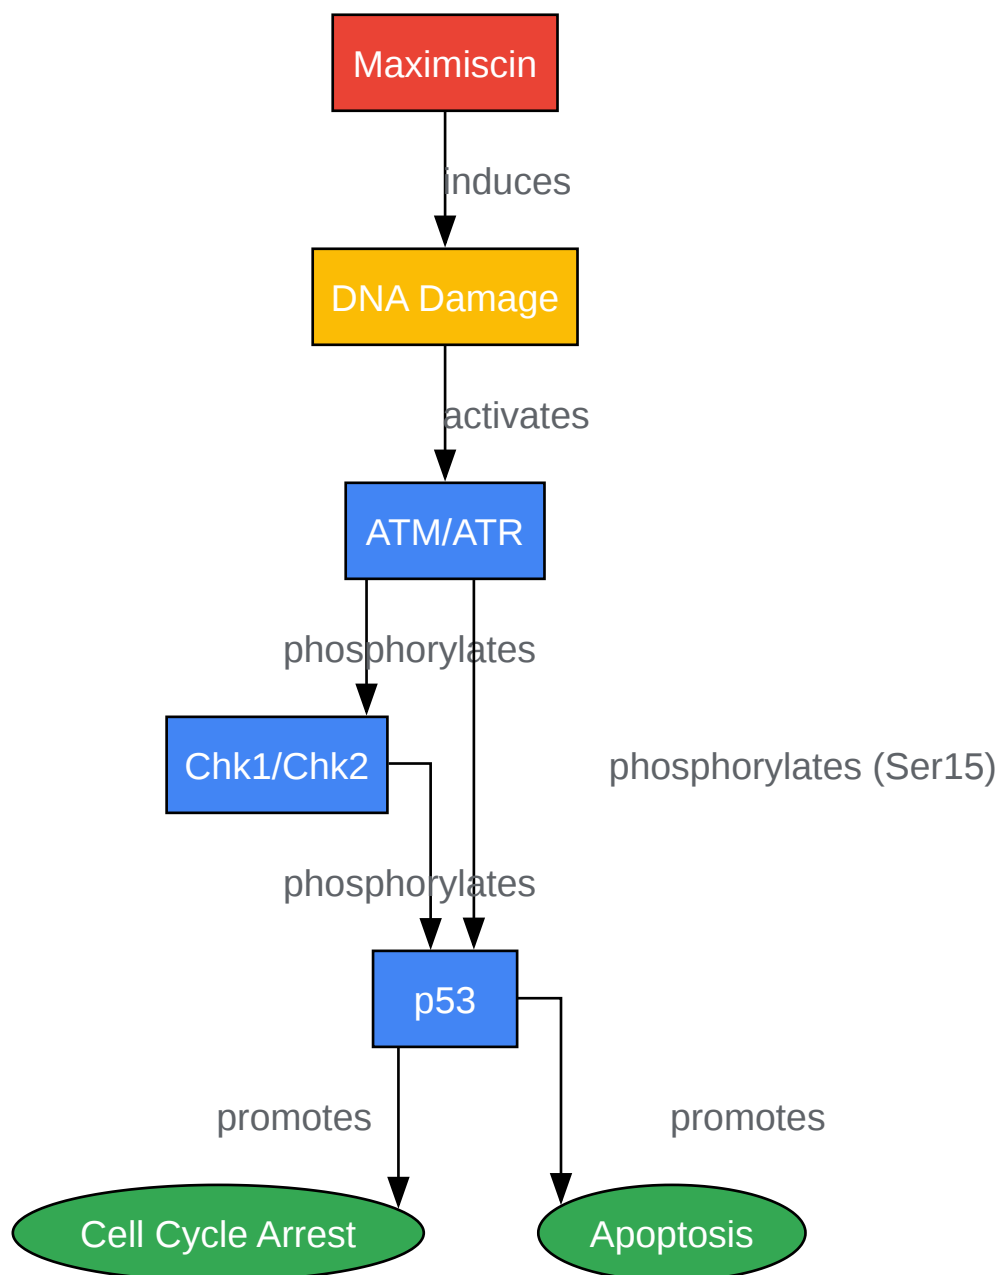 Maximiscin
induces
DNA Damage
activates
ATM/ATR
phosphorylates
Chk1/Chk2
phosphorylates (Ser15)
phosphorylates
p53
promotes
promotes
Cell Cycle Arrest
Apoptosis